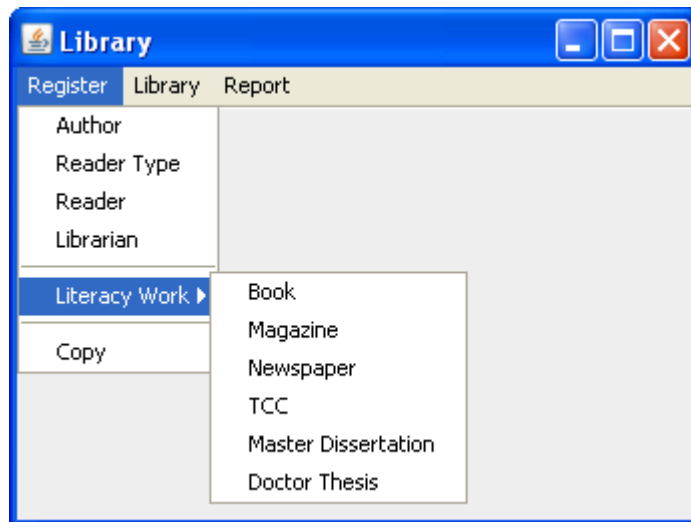 Library
Register Library Report
Author
Reader Type
Reader
Librarian
Literacy Work
Copy
Book
Magazine
Newspaper
TCC
Master Dissertation
Doctor Thesis